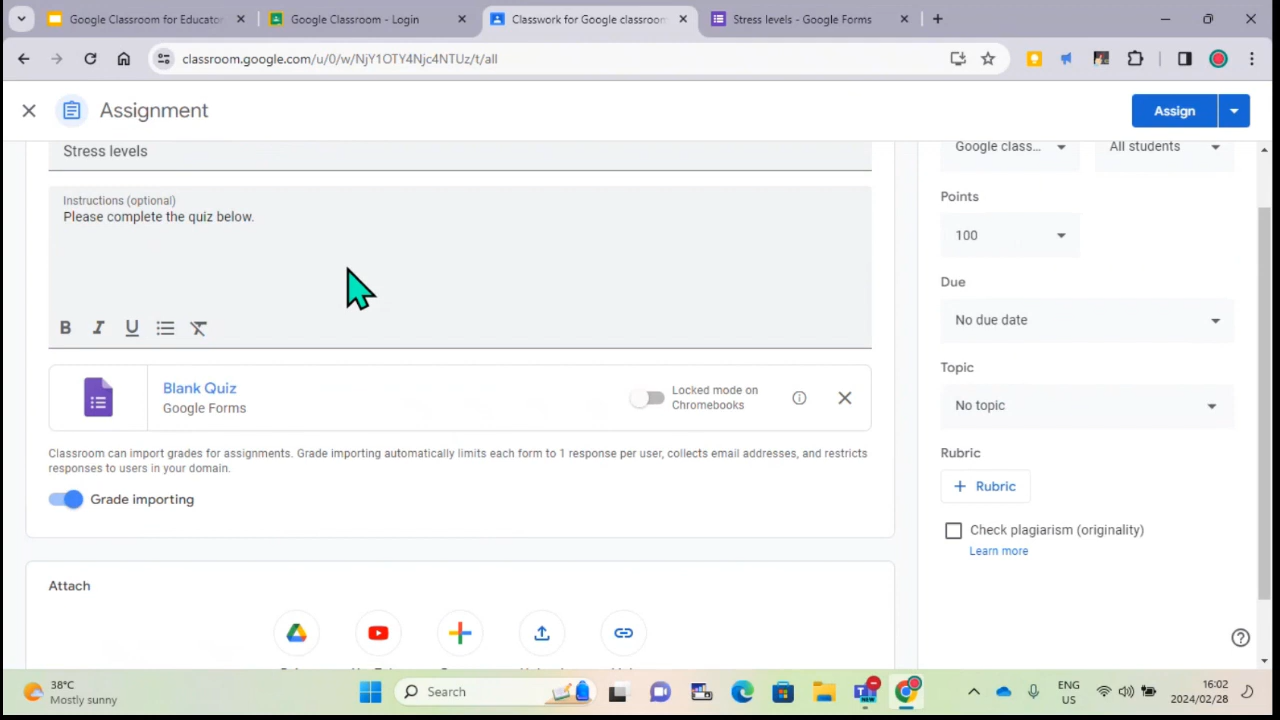 Google Classroom for Educator
Google Classroom - Login
Classwork for Google classroom
Stress levels - Google Forms
classroom.google.com/u/0/w/NjY1OTY4Njc4NTUz/t/all
Assignment
Assign
Stress levels
Google class...
All students
Instructions (optional)
Please complete the quiz below.
Points
100
Due
No due date
B I U
Topic
No topic
Blank Quiz
Google Forms
Locked mode on
Chromebooks
Classroom can import grades for assignments. Grade importing automatically limits each form to 1 response per user, collects email addresses, and restricts
responses to users in your domain.
Grade importing
Rubric
+ Rubric
Check plagiarism (originality)
Learn more
Attach
38°C
Mostly sunny
Search
NEW
ENG
US
16:02
2024/02/28